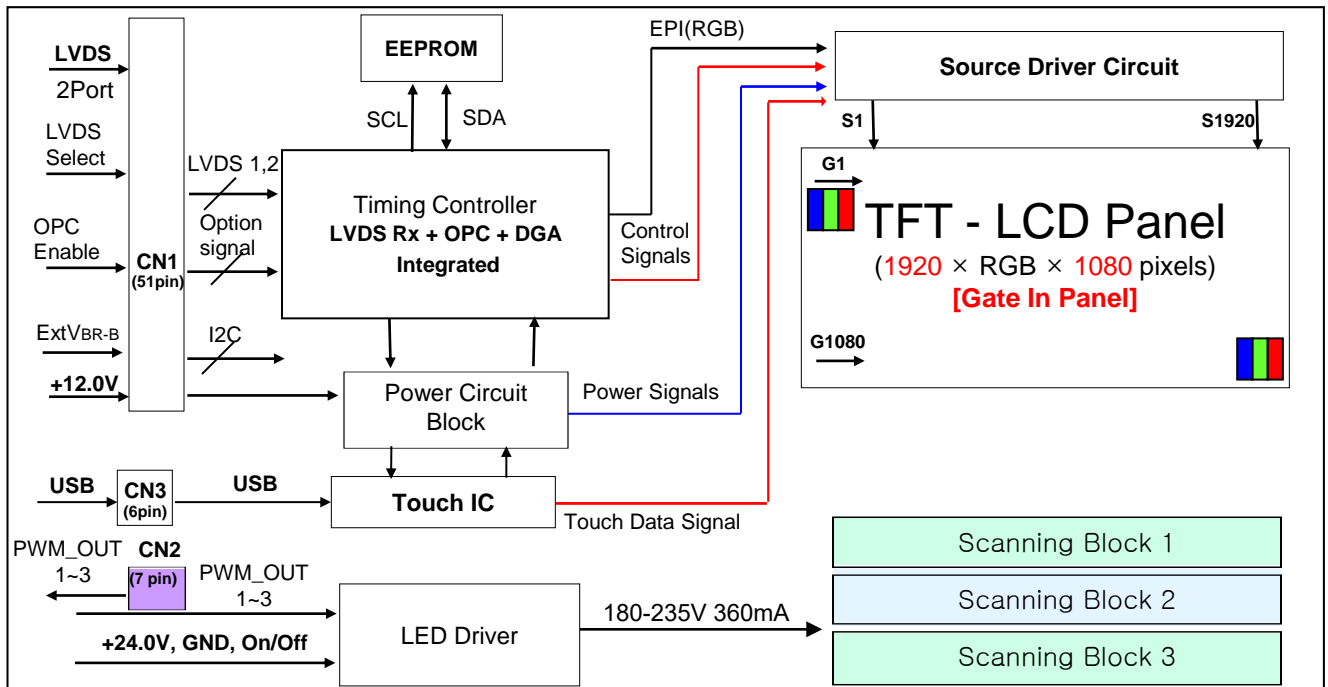 LVDS
2Port
LVDS
Select
OPC
Enable
ExtVBR-B
+12.0V
CN1
(51pin)
LVDS 1,2
Option
signal
I2C
EEPROM
SCL
SDA
Timing Controller
LVDS Rx + OPC + DGA
Integrated
Power Circuit
Block
EPI(RGB)
Control
Signals
Power Signals
Source Driver Circuit
S1
S1920
G1
TFT - LCD Panel
(1920 × RGB × 1080 pixels)
[Gate In Panel]
G1080
USB
CN3
(6pin)
USB
Touch IC
Touch Data Signal
PWM_OUT
1~3
CN2
(7 pin)
PWM_OUT
1~3
+24.0V, GND, On/Off
LED Driver
180-235V 360mA
Scanning Block 1
Scanning Block 2
Scanning Block 3